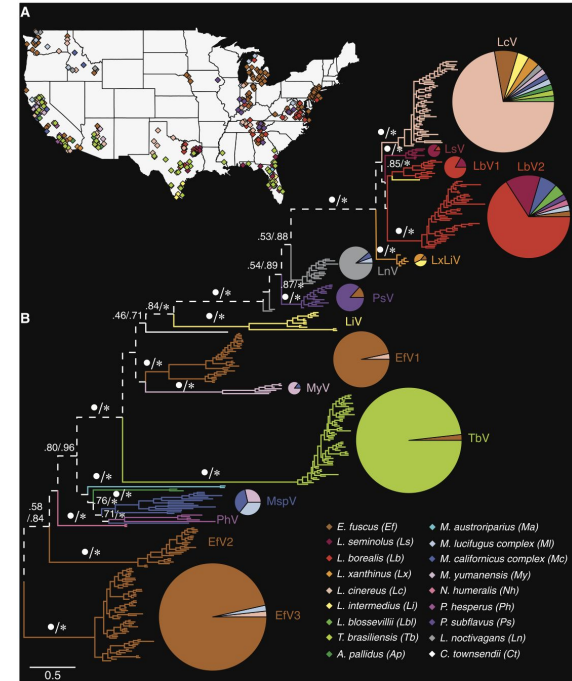 A
LcV
●/*
●/*
LsV
.85/*
LbV1
LbV2
●/*
●/*
.53/.88
●/*
LxLiV
.54/.89
LnV
.87/*
●/*
●/*
PsV
B
.84/*
.46/.71
●/*
LiV
EfV1
●/*
●/*
MyV
●/*
TbV
.80/.96
●/*
●/*
●/*
.76/*
MspV
.71/*
.58
/.84
●/*
PhV
EfV2
●/*
EfV3
●/*
0.5
E. fuscus (Ef)
L. seminolus (Ls)
L. borealis (Lb)
L. xanthinus (Lx)
L. cinereus (Lc)
L. intermedius (Li)
L. blossevillii (Lbl)
T. brasiliensis (Tb)
A. pallidus (Ap)
M. austroriparius (Ma)
M. lucifugus complex (Ml)
M. californicus complex (Mc)
M. yumanensis (My)
N. humeralis (Nh)
P. hesperus (Ph)
P. subflavus (Ps)
L. noctivagans (Ln)
C. townsendii (Ct)